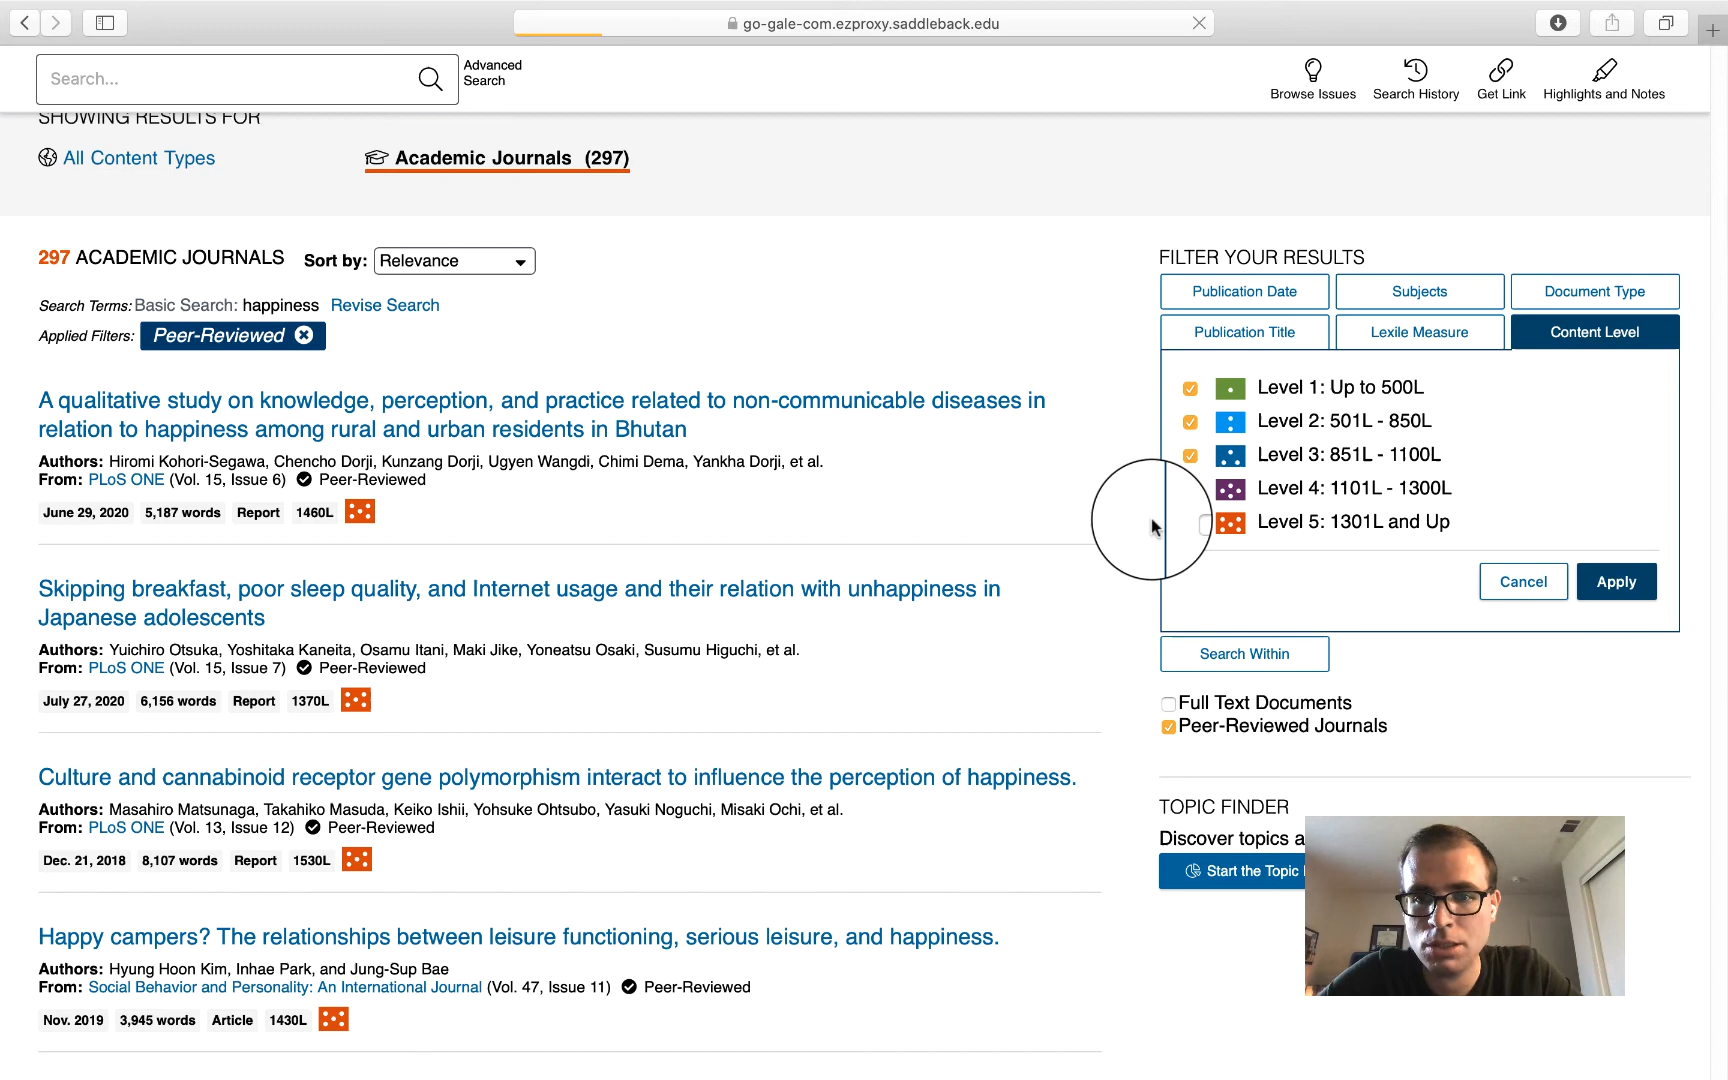 go-gale-com.ezproxy.saddleback.edu
Search...
Advanced
Search
Browse Issues
Search History
Get Link
Highlights and Notes
SHOWING RESULTS FOR
All Content Types
Academic Journals (297)
297 ACADEMIC JOURNALS
Sort by: Relevance
Search Terms: Basic Search: happiness Revise Search
Applied Filters: Peer-Reviewed
A qualitative study on knowledge, perception, and practice related to non-communicable diseases in
relation to happiness among rural and urban residents in Bhutan
Authors: Hiromi Kohori-Segawa, Chencho Dorji, Kunzang Dorji, Ugyen Wangdi, Chimi Dema, Yankha Dorji, et al.
From: PLoS ONE (Vol. 15, Issue 6) Peer-Reviewed
June 29, 2020 5,187 words Report 1460L
Skipping breakfast, poor sleep quality, and Internet usage and their relation with unhappiness in
Japanese adolescents
Authors: Yuichiro Otsuka, Yoshitaka Kaneita, Osamu Itani, Maki Jike, Yoneatsu Osaki, Susumu Higuchi, et al.
From: PLoS ONE (Vol. 15, Issue 7) Peer-Reviewed
July 27, 2020 6,156 words Report 1370L
Culture and cannabinoid receptor gene polymorphism interact to influence the perception of happiness.
Authors: Masahiro Matsunaga, Takahiko Masuda, Keiko Ishii, Yohsuke Ohtsubo, Yasuki Noguchi, Misaki Ochi, et al.
From: PLoS ONE (Vol. 13, Issue 12) Peer-Reviewed
Dec. 21, 2018 8,107 words Report 1530L
Happy campers? The relationships between leisure functioning, serious leisure, and happiness.
Authors: Hyung Hoon Kim, Inhae Park, and Jung-Sup Bae
From: Social Behavior and Personality: An International Journal (Vol. 47, Issue 11) Peer-Reviewed
Nov. 2019 3,945 words Article 1430L
FILTER YOUR RESULTS
Publication Date
Subjects
Document Type
Publication Title
Lexile Measure
Content Level
Level 1: Up to 500L
Level 2: 501L - 850L
Level 3: 851L - 1100L
Level 4: 1101L - 1300L
Level 5: 1301L and Up
Cancel
Apply
Search Within
Full Text Documents
Peer-Reviewed Journals
TOPIC FINDER
Discover topics a
Start the Topic